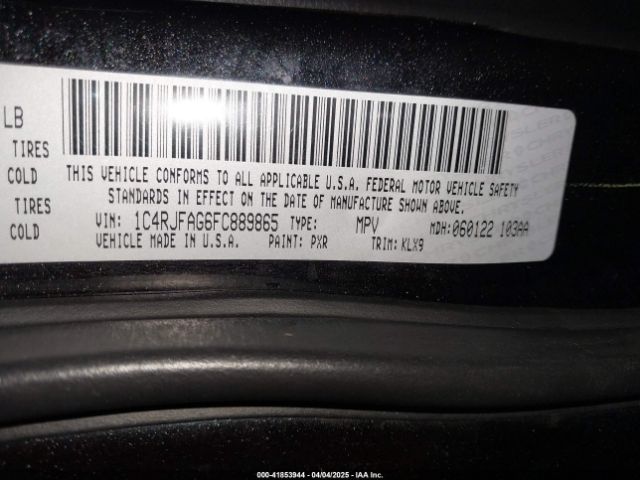 LB
TIRES
COLD
TIRES
COLD
THIS VEHICLE CONFORMS TO ALL APPLICABLE U.S.A. FEDERAL MOTOR VEHICLE SAFETY
STANDARDS IN EFFECT ON THE DATE OF MANUFACTURE SHOWN ABOVE.
VIN: 1C4RJFAG6FC889865 TYPE: MPV MDH:060122 103AA
VEHICLE MADE IN U.S.A. PAINT: PXR TRIM: KLX9
000-41853944 - 04/04/2025 - IAA Inc.